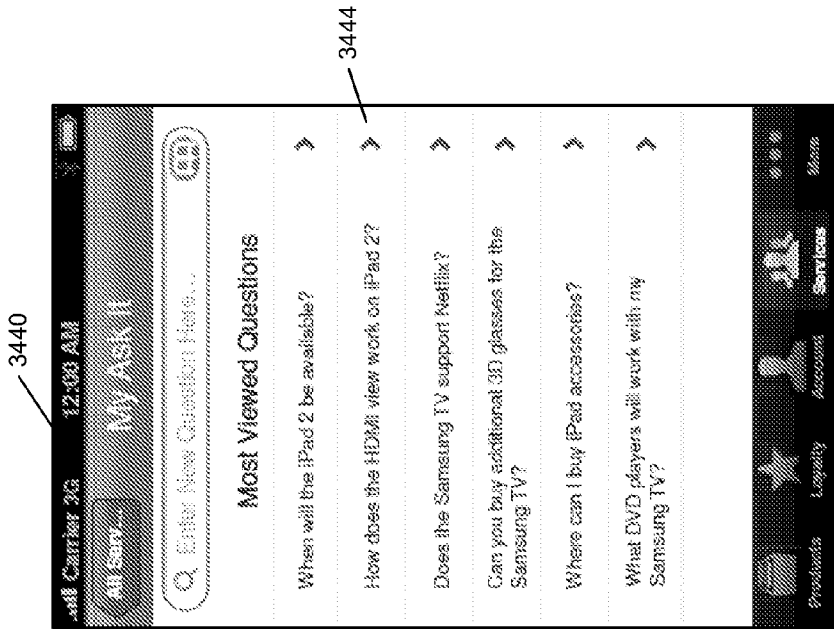 3440
Carrier 3G 12:00 AM
All Serv...
My Ask It
Enter New Question Here...
Most Viewed Questions
When will the iPad 2 be available?
How does the HDMI view work on iPad 2?
3444
Does the Samsung TV support Netflix?
Can you buy additional 3D glasses for the
Samsung TV?
Where can I buy iPad accessories?
What DVD players will work with my
Samsung TV?
Products Loyalty Account Services More